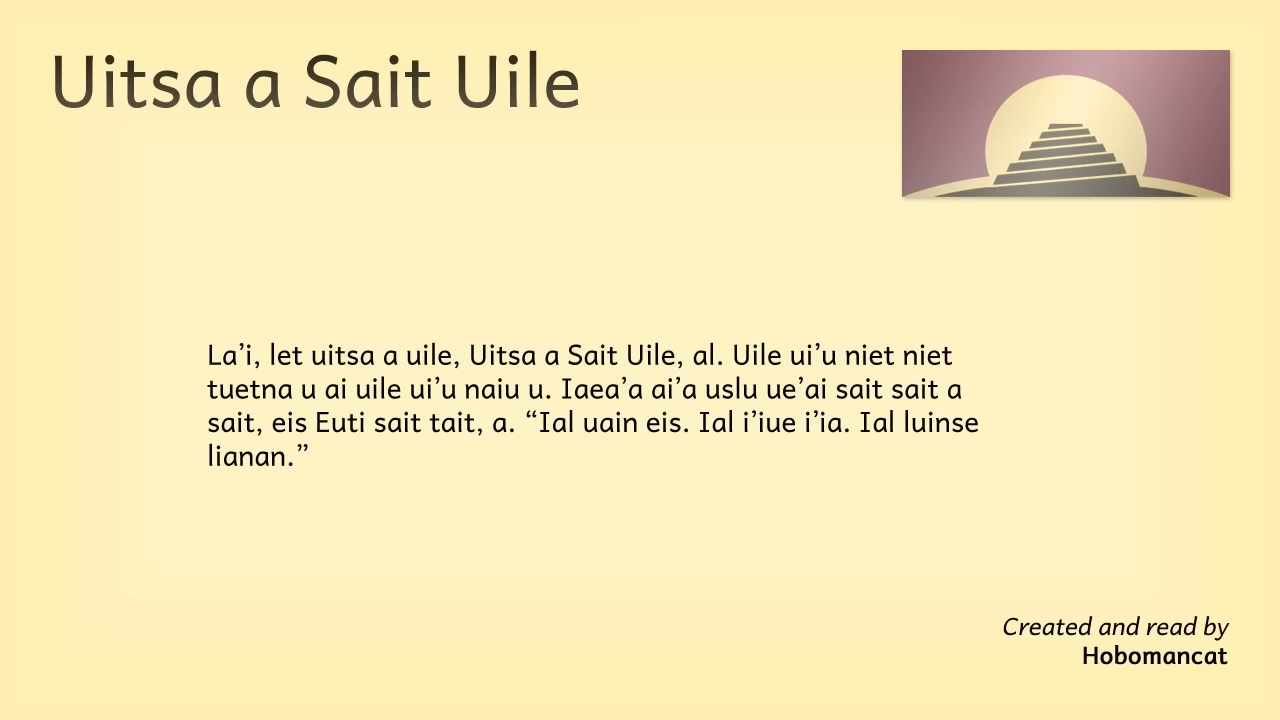 Uitsa a Sait Uile
La’i, let uitsa a uile, Uitsa a Sait Uile, al. Uile ui’u niet niet
tuetna u ai uile ui’u naiu u. Iaea’a ai’a uslu ue’ai sait sait a
sait, eis Euti sait tait, a. “Ial uain eis. Ial i’iue i’ia. Ial luinse
lianan.”
Created and read by
Hobomancat